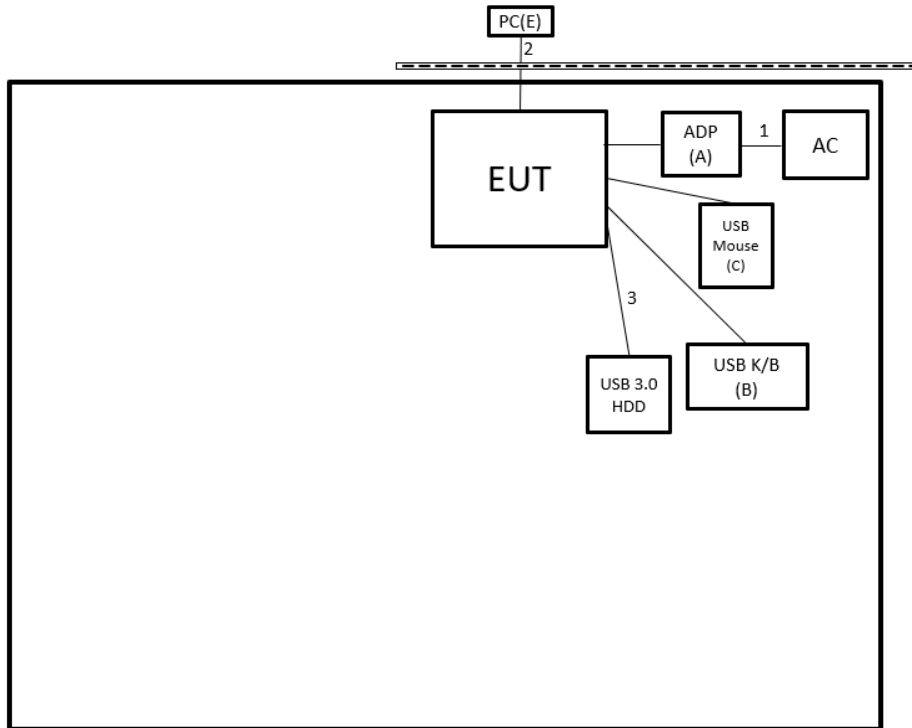 PC(E)
2
EUT
ADP
(A)
1
AC
USB
Mouse
(C)
3
USB 3.0
HDD
USB K/B
(B)